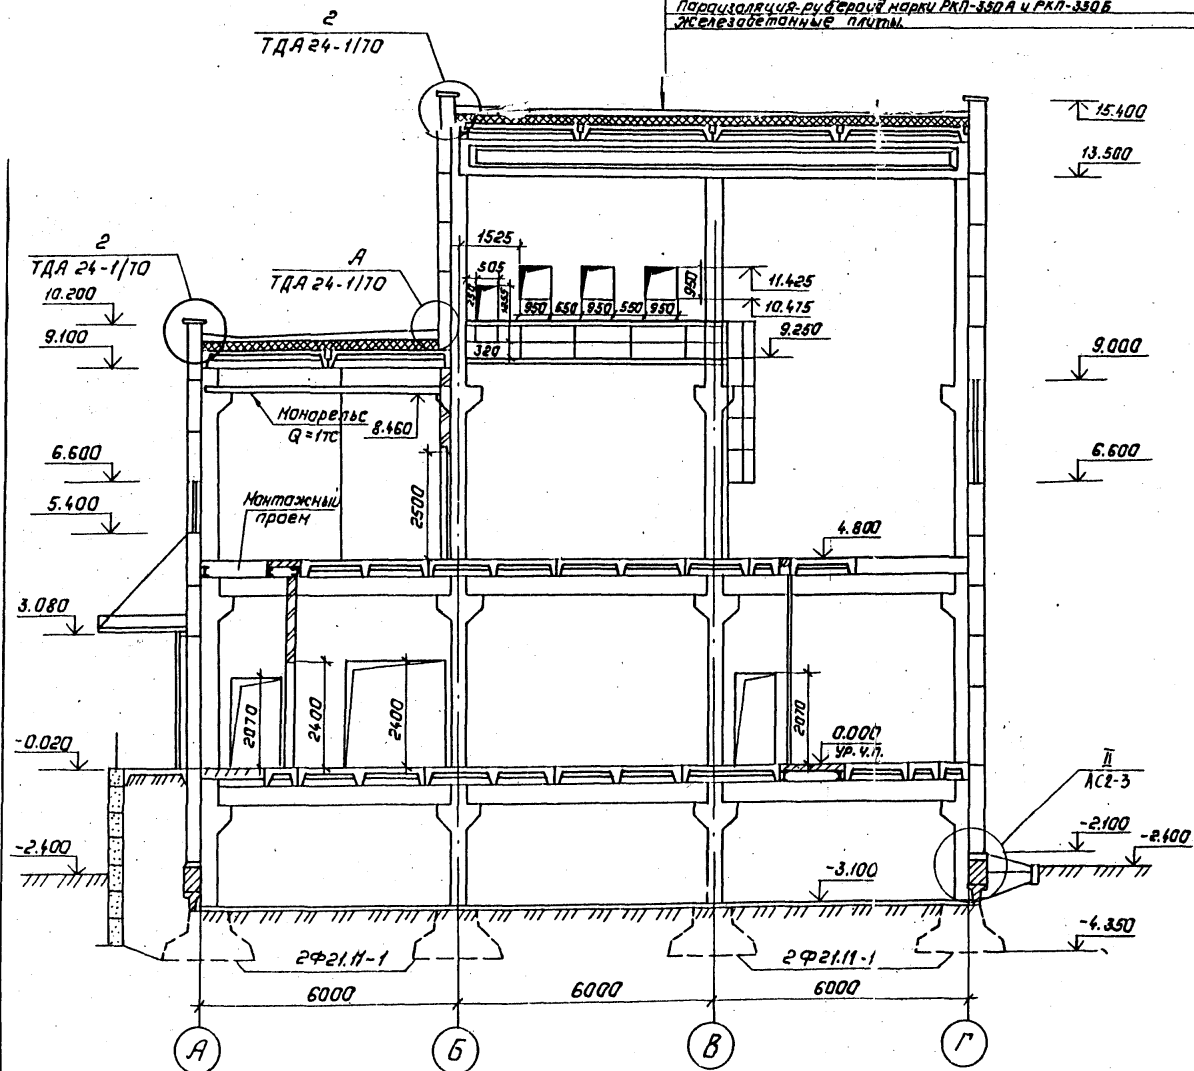 Пароизоляция-рубероид марки РКП-350А и РКП-350Б
Железобетонные плиты.
2
ТДА 24-1/70
15.400
13.500
2
ТДА 24-1/70
А
ТДА 24-1/70
10.200
9.100
1525
505
950
650
950
550
950
950
11.425
10.475
9.260
320
9.000
Монорельс
Q=1тс
8.460
6.600
6.600
5.400
Монтажный
проем
2500
4.800
3.080
2070
2400
2400
2070
-0.020
0.000
ур.ч.п.
II
АС2-3
-2.100
-2.400
-2.400
-3.100
-4.350
2Ф21.11-1
2Ф21.11-1
6000
6000
6000
А
Б
В
Г